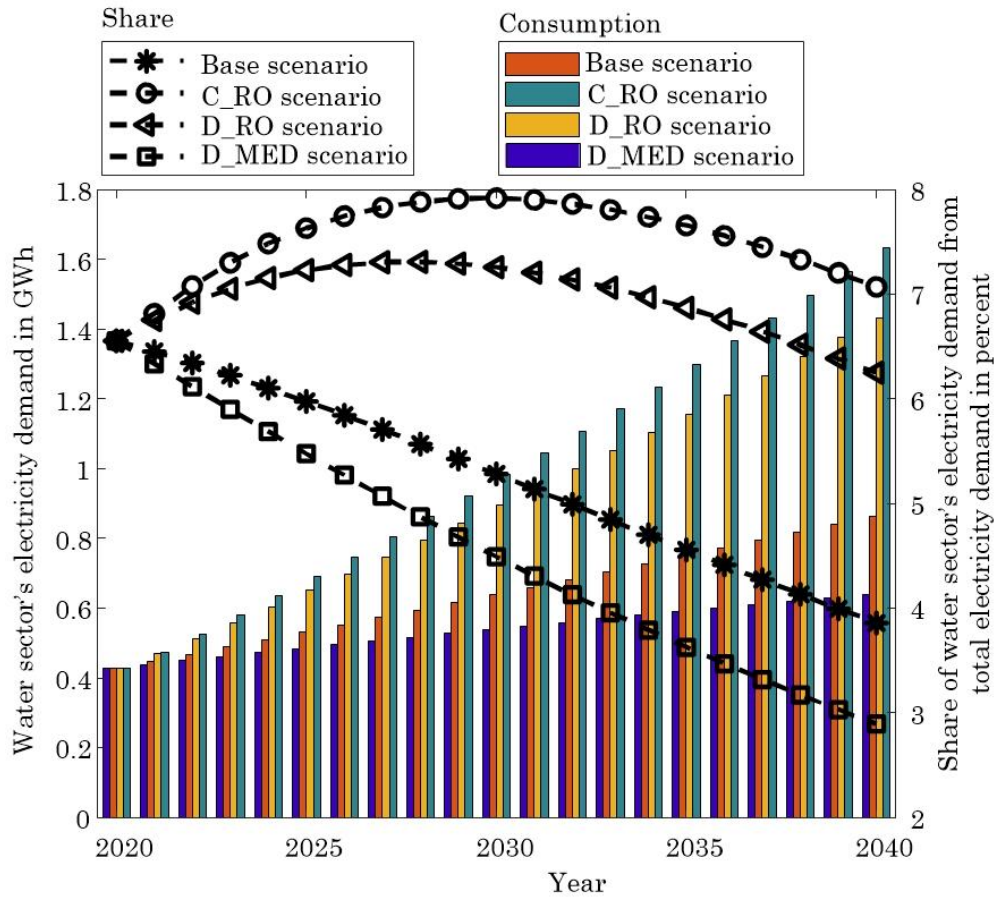 Share
Base scenario
C_RO scenario
D_RO scenario
D_MED scenario
Consumption
Base scenario
C_RO scenario
D_RO scenario
D_MED scenario
Water sector's electricity demand in GWh
1.8
1.6
1.4
1.2
1
0.8
0.6
0.4
0.2
0
8
7
6
5
4
3
2
Share of water sector's electricity demand from
total electricity demand in percent
2020
2025
2030
2035
2040
Year